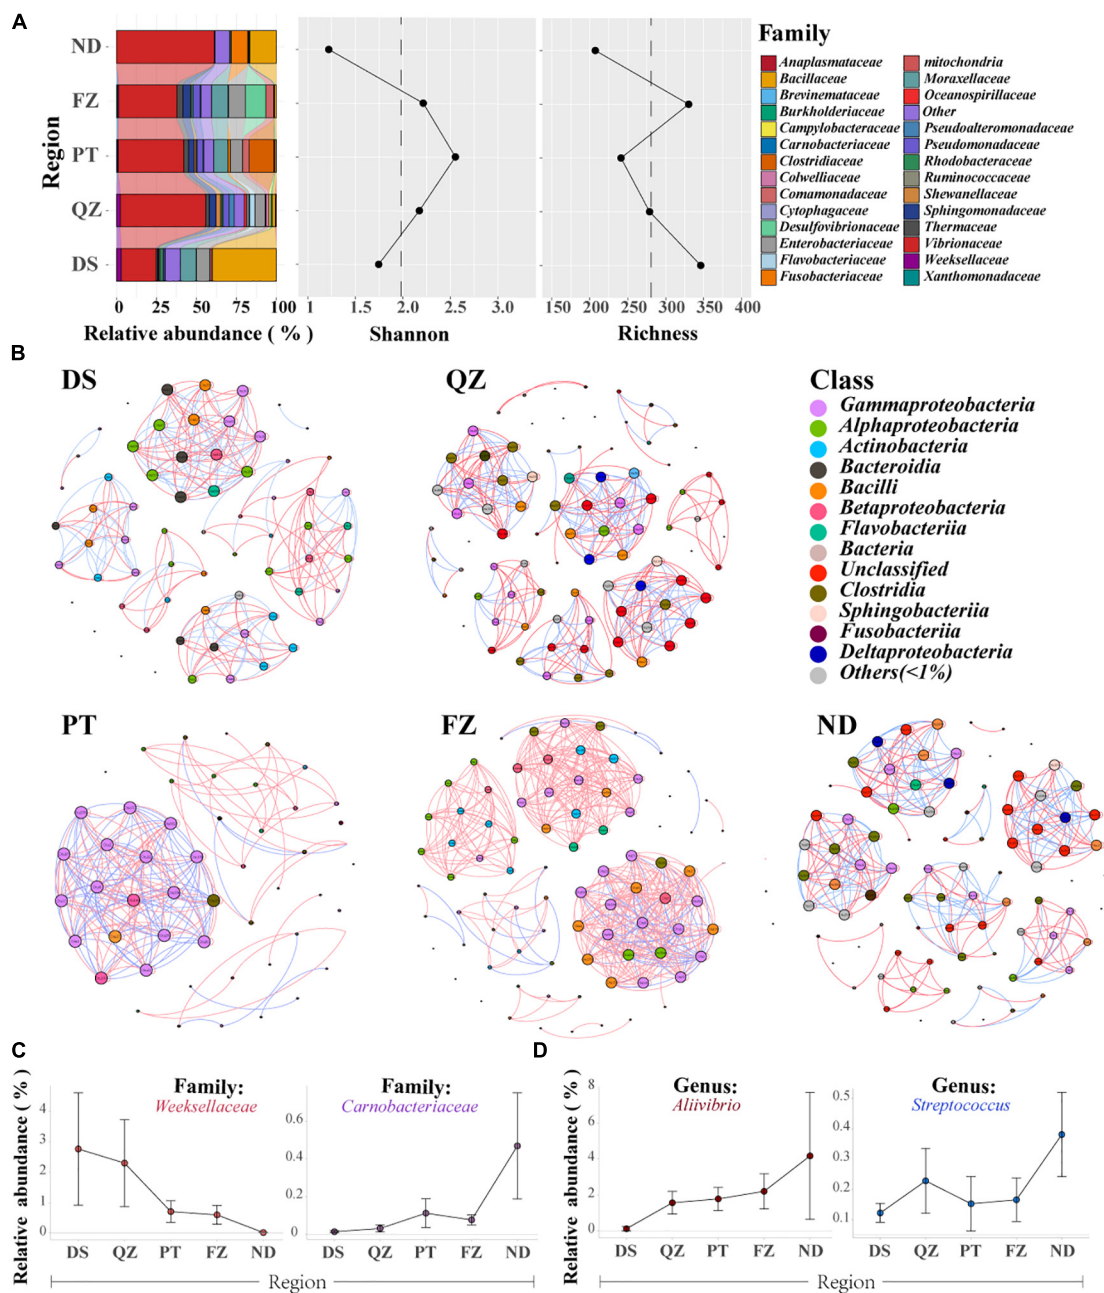 A
Region
ND
FZ
PT
QZ
DS
0 25 50 75 100
Relative abundance ( % )
1 1.5 2.0 2.5 3.0
Shannon
150 200 250 300 350 400
Richness
Family
Anaplasmataceae
Bacillaceae
Brevinemataceae
Burkholderiaceae
Campylobacteraceae
Carnobacteriaceae
Clostridiaceae
Colwelliaceae
Comamonadaceae
Cytophagaceae
Desulfovibrionaceae
Enterobacteriaceae
Flavobacteriaceae
Fusobacteriaceae
mitochondria
Moraxellaceae
Oceanospirillaceae
Other
Pseudoalteromonadaceae
Pseudomonadaceae
Rhodobacteraceae
Ruminococcaceae
Shewanellaceae
Sphingomonadaceae
Thermaceae
Vibrionaceae
Weeksellaceae
Xanthomonadaceae
B
DS
QZ
Class
Gammaproteobacteria
Alphaproteobacteria
Actinobacteria
Bacteroidia
Bacilli
Betaproteobacteria
Flavobacteriia
Bacteria
Unclassified
Clostridia
Sphingobacteriia
Fusobacteriia
Deltaproteobacteria
Others(<1%)
PT
FZ
ND
C
Relative abundance ( % )
Family:
Weeksellaceae
4
3
2
1
0
DS QZ PT FZ ND
Family:
Carnobacteriaceae
0.6
0.4
0.2
0
DS QZ PT FZ ND
Region
D
Relative abundance ( % )
Genus:
Aliivibrio
8
6
4
2
0
DS QZ PT FZ ND
Genus:
Streptococcus
0.5
0.4
0.3
0.2
0.1
DS QZ PT FZ ND
Region